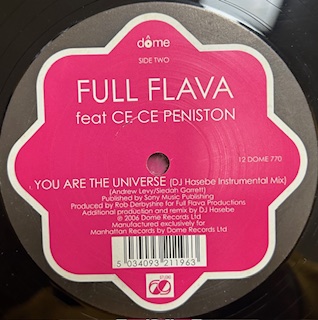 dôme
SIDE TWO
FULL FLAVA
feat CE CE PENISTON
12 DOME 770
YOU ARE THE UNIVERSE (DJ Hasebe Instrumental Mix)
(Andrew Levy/Siedah Garrett)
Published by Sony Music Publishing
Produced by Rob Derbyshire for Full Flava Productions
Additional production and remix by DJ Hasebe
℗ 2006 Dome Records Ltd
Manufactured exclusively for
Manhattan Records by Dome Records Ltd
5 034093 211963